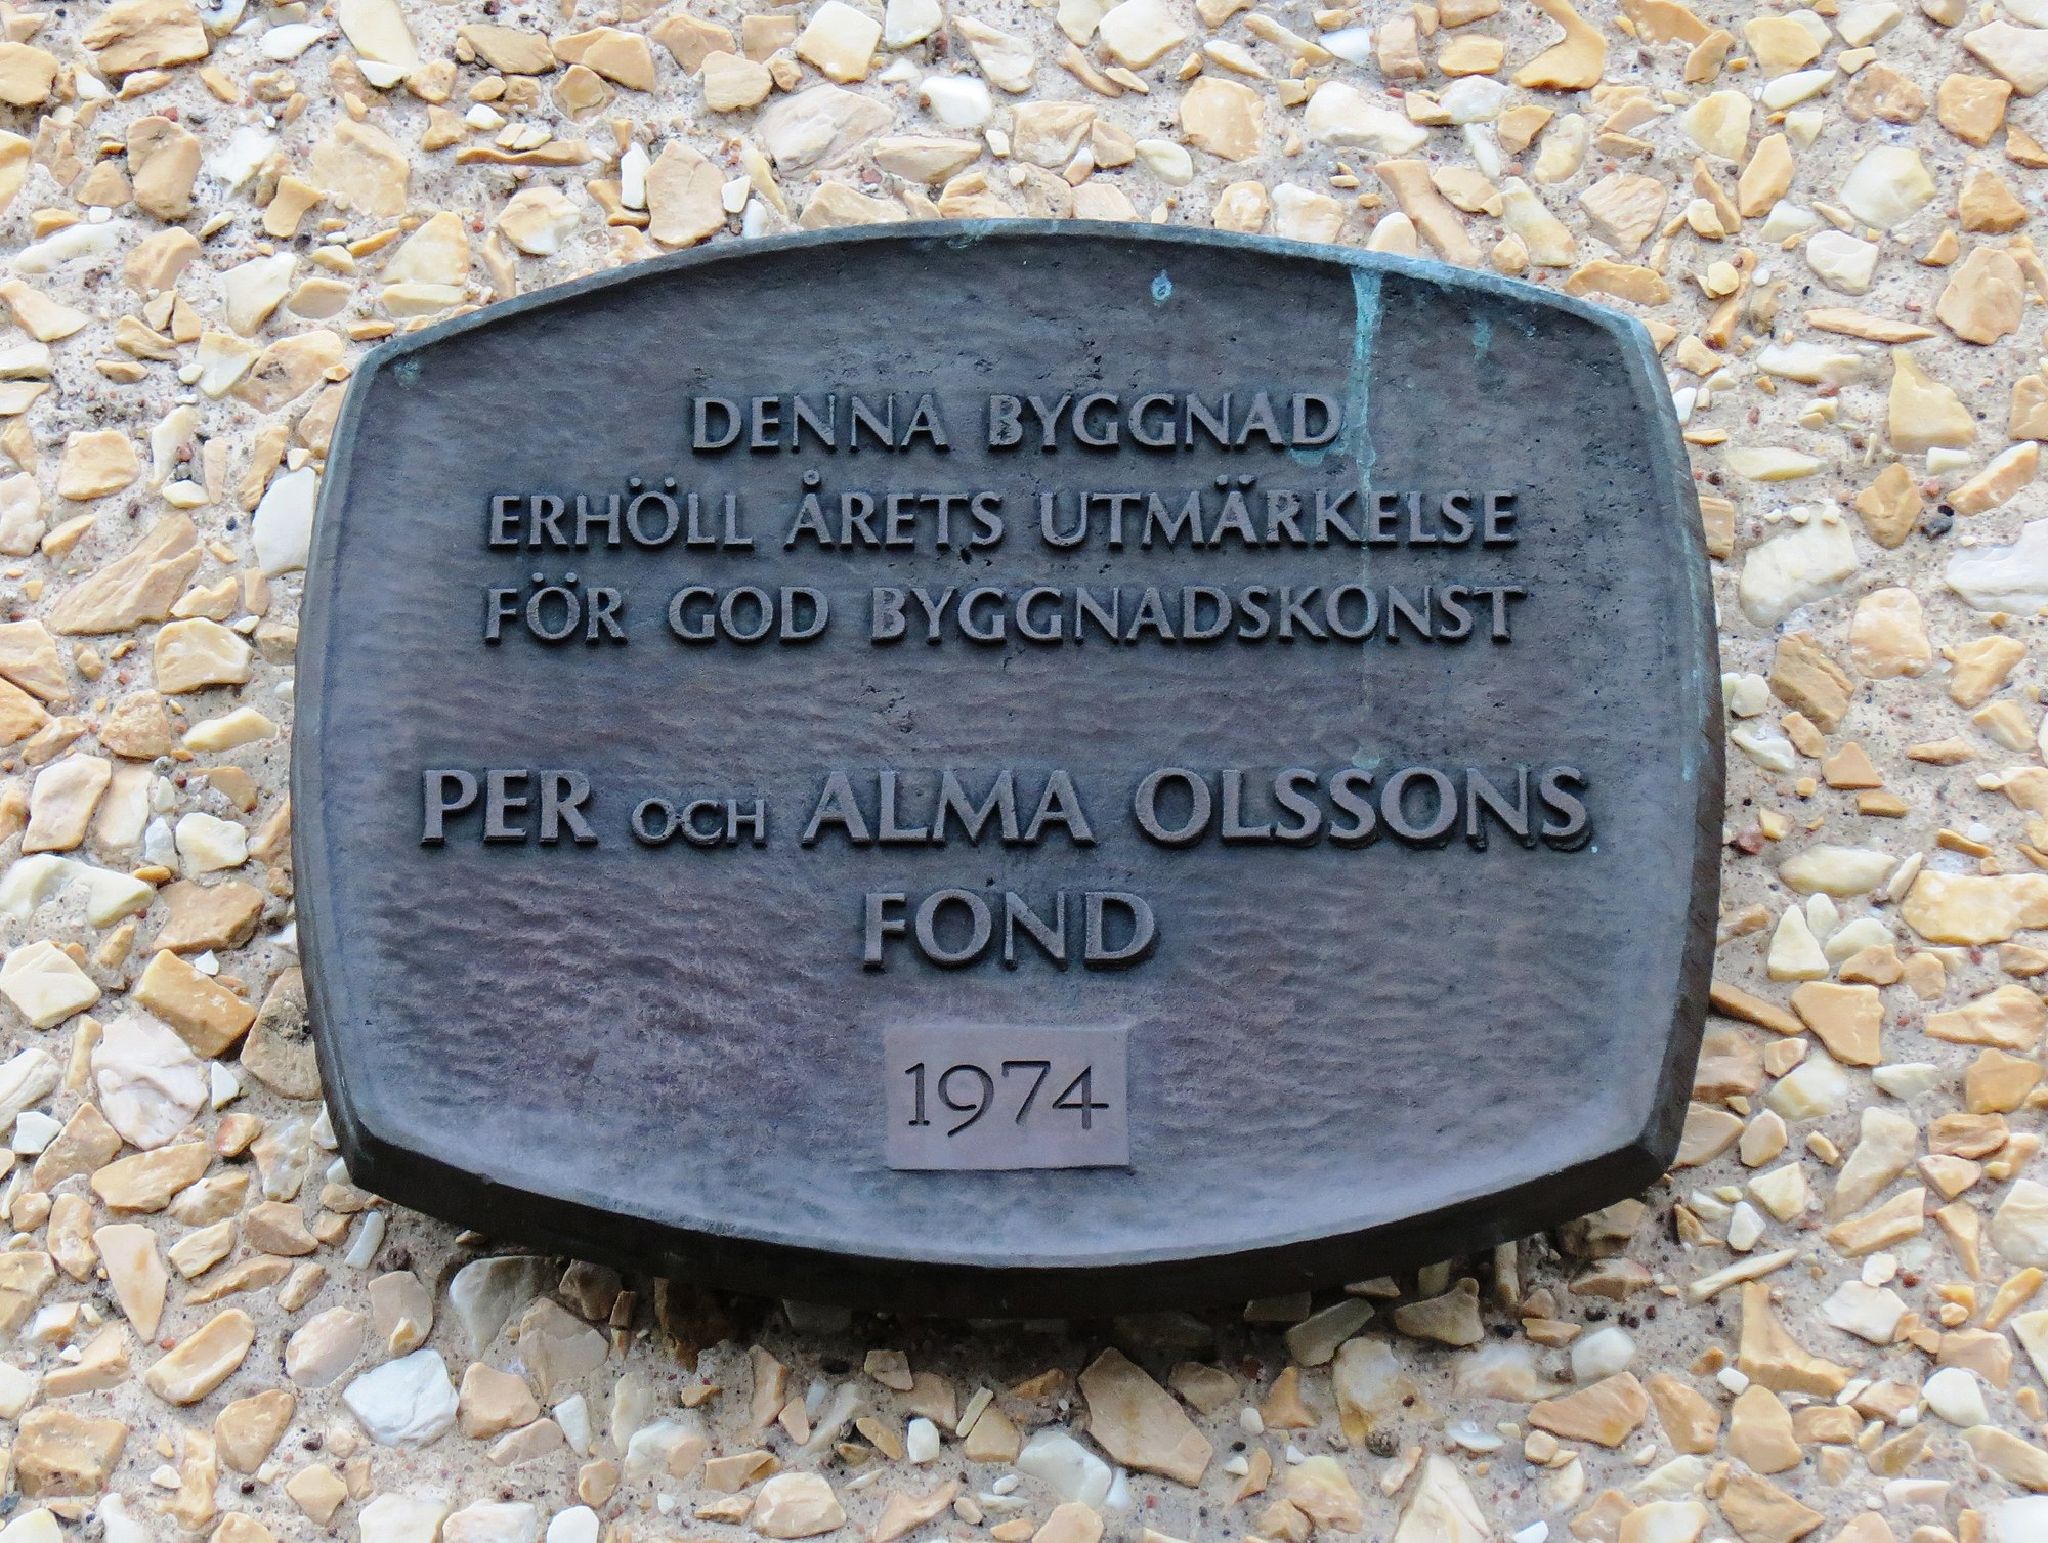 DENNA BYGGNAD
ERHÖLL ÅRETS UTMÄRKELSE
FÖR GOD BYGGNADSKONST
PER OCH ALMA OLSSONS
FOND
1974